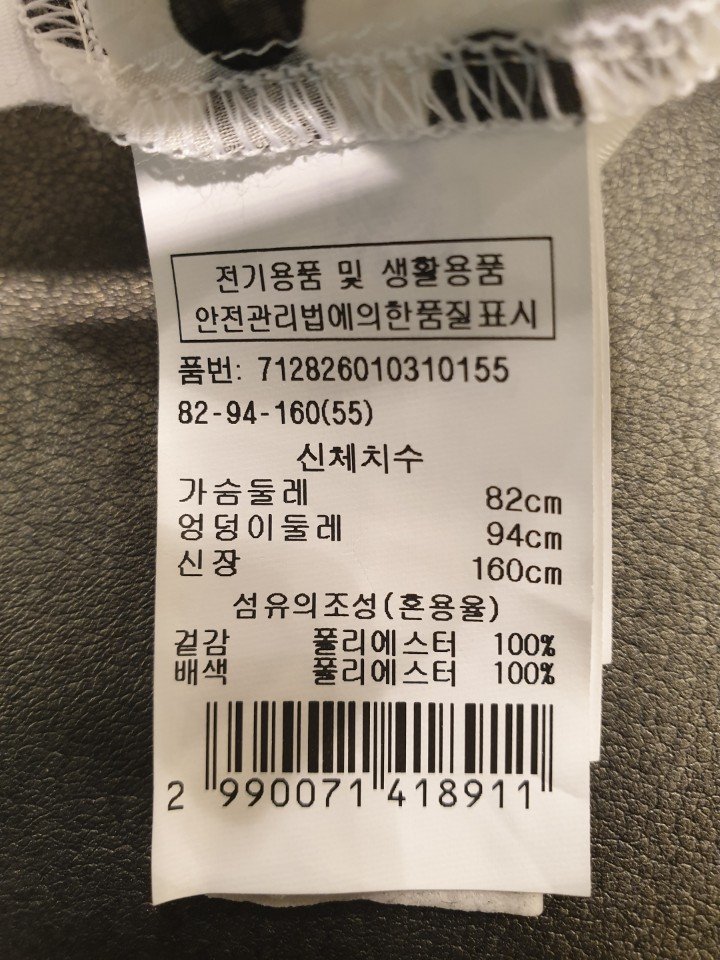 전기용품 및 생활용품
안전관리법에의한품질표시
품번: 712826010310155
82-94-160(55)
신체치수
가슴둘레 82cm
엉덩이둘레 94cm
신장 160cm
섬유의조성(혼용율)
겉감 폴리에스터 100%
배색 폴리에스터 100%
2 990071 418911